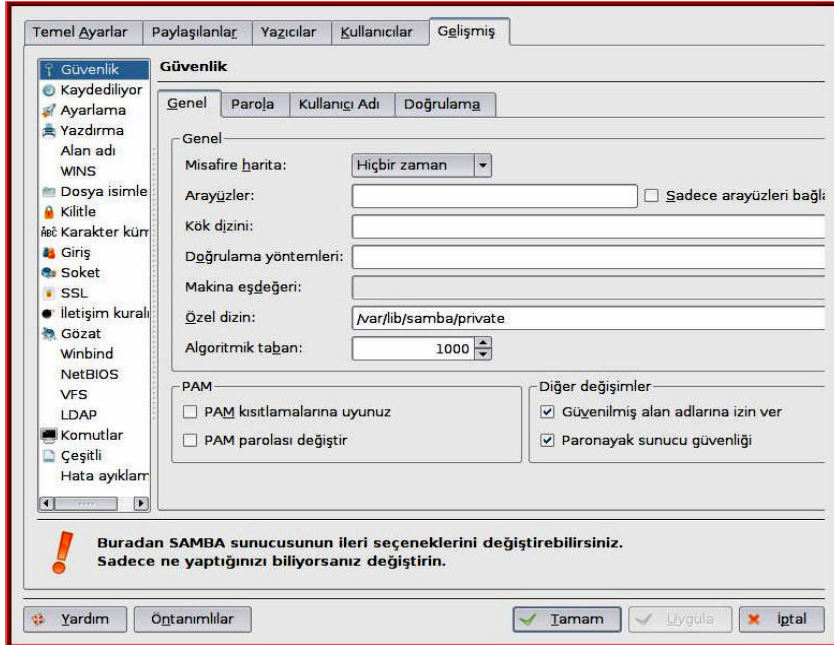 Temel Ayarlar Paylaşılanlar Yazıcılar Kullanıcılar Gelişmiş
Güvenlik
Kaydediliyor
Ayarlama
Yazdırma
Alan adı
WINS
Dosya isimle
Kilitle
Karakter küm
Giriş
Soket
SSL
İletişim kuralı
Gözat
Winbind
NetBIOS
VFS
LDAP
Komutlar
Çeşitli
Hata ayıklam
Güvenlik
Genel Parola Kullanıcı Adı Doğrulama
Genel
Misafire harita: Hiçbir zaman
Arayüzler: Sadece arayüzleri bağla
Kök dizini:
Doğrulama yöntemleri:
Makina eşdeğeri:
Özel dizin: /var/lib/samba/private
Algoritmik taban: 1000
PAM
PAM kısıtlamalarına uyunuz
PAM parolası değiştir
Diğer değişimler
Güvenilmiş alan adlarına izin ver
Paronayak sunucu güvenliği
Buradan SAMBA sunucusunun ileri seçeneklerini değiştirebilirsiniz.
Sadece ne yaptığınızı biliyorsanız değiştirin.
Yardım Öntanımlılar Tamam Uygula İptal